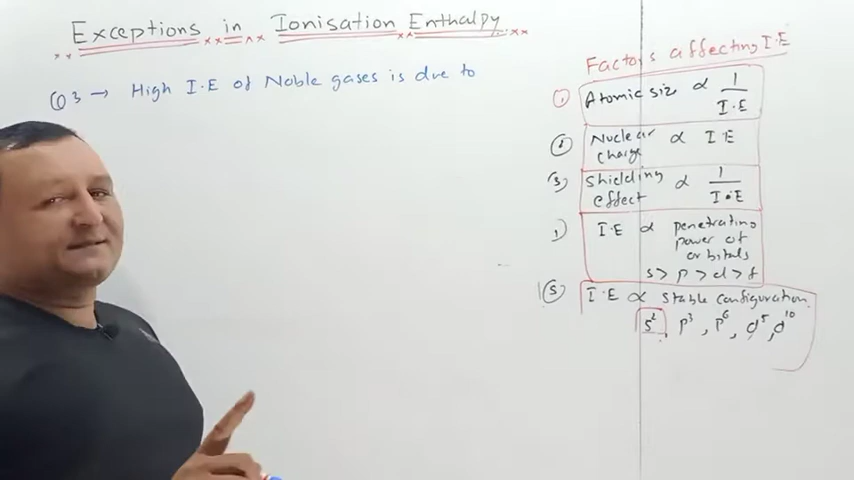 Exceptions in Ionisation Enthalpy
Q3 → High I.E of Noble gases is due to
Factors affecting I.E
① Atomic size ∝ 1/I.E
② Nuclear charge ∝ I.E
③ Shielding effect ∝ 1/I.E
I.E ∝ penetrating
power of
orbitals
s > p > d > f
⑤ I.E ∝ stable configuration
s², p³, p⁶, d⁵, d¹⁰